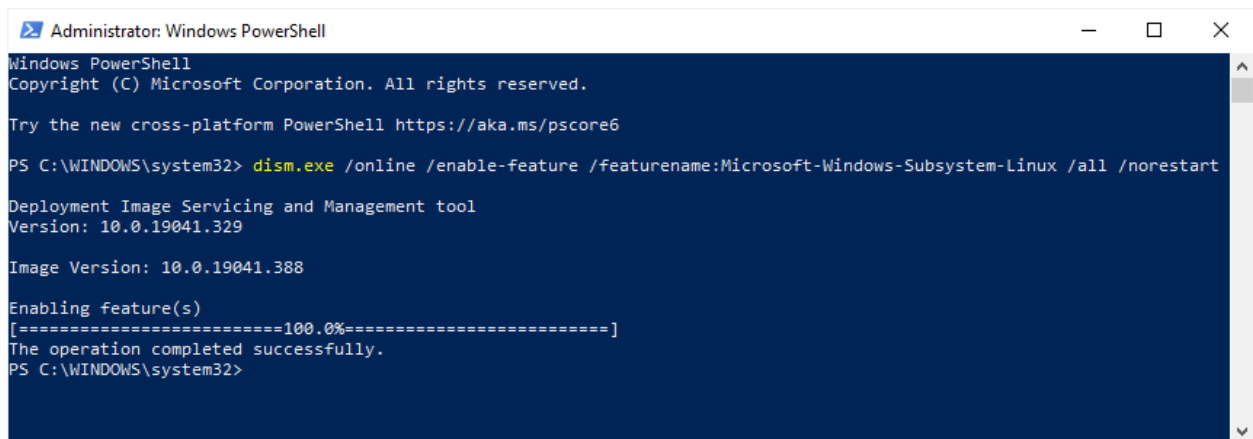 Administrator: Windows PowerShell
Windows PowerShell
Copyright (C) Microsoft Corporation. All rights reserved.
Try the new cross-platform PowerShell https://aka.ms/pscore6
PS C:\WINDOWS\system32> dism.exe /online /enable-feature /featurename:Microsoft-Windows-Subsystem-Linux /all /norestart
Deployment Image Servicing and Management tool
Version: 10.0.19041.329
Image Version: 10.0.19041.388
Enabling feature(s)
[==========================100.0%==========================]
The operation completed successfully.
PS C:\WINDOWS\system32>